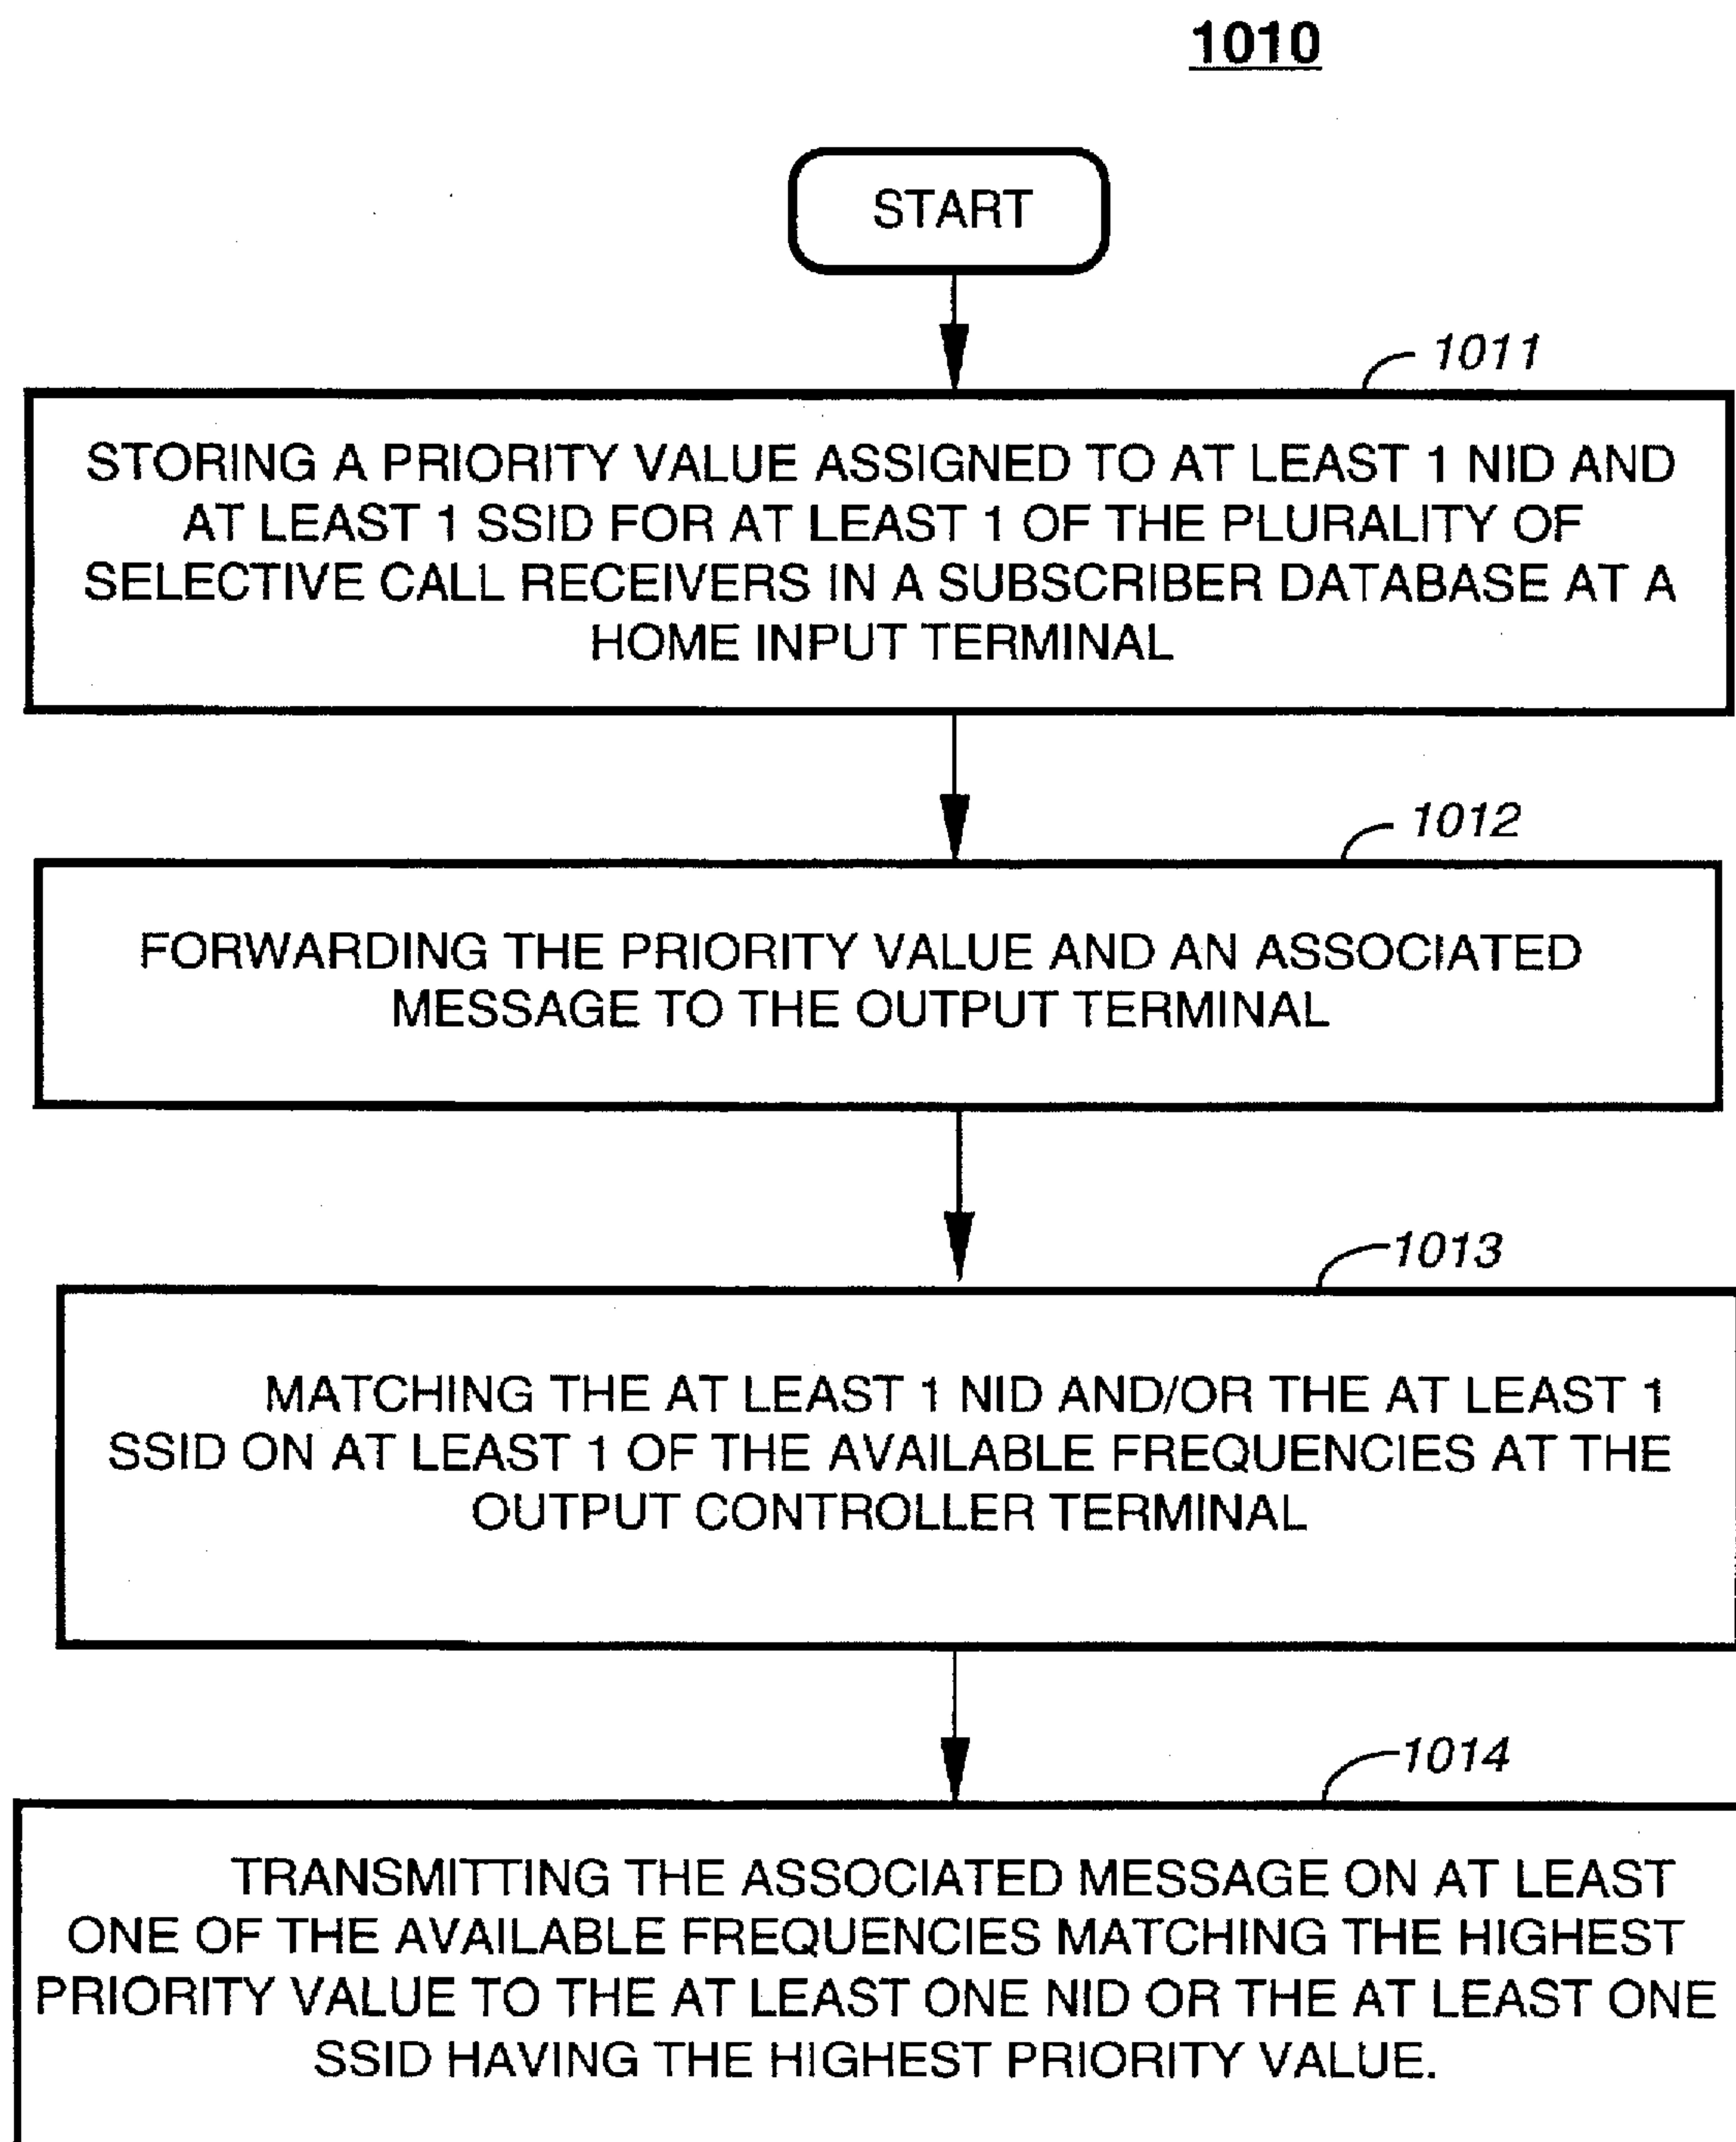 1010
START
1011
STORING A PRIORITY VALUE ASSIGNED TO AT LEAST 1 NID AND
AT LEAST 1 SSID FOR AT LEAST 1 OF THE PLURALITY OF
SELECTIVE CALL RECEIVERS IN A SUBSCRIBER DATABASE AT A
HOME INPUT TERMINAL
1012
FORWARDING THE PRIORITY VALUE AND AN ASSOCIATED
MESSAGE TO THE OUTPUT TERMINAL
1013
MATCHING THE AT LEAST 1 NID AND/OR THE AT LEAST 1
SSID ON AT LEAST 1 OF THE AVAILABLE FREQUENCIES AT THE
OUTPUT CONTROLLER TERMINAL
1014
TRANSMITTING THE ASSOCIATED MESSAGE ON AT LEAST
ONE OF THE AVAILABLE FREQUENCIES MATCHING THE HIGHEST
PRIORITY VALUE TO THE AT LEAST ONE NID OR THE AT LEAST ONE
SSID HAVING THE HIGHEST PRIORITY VALUE.